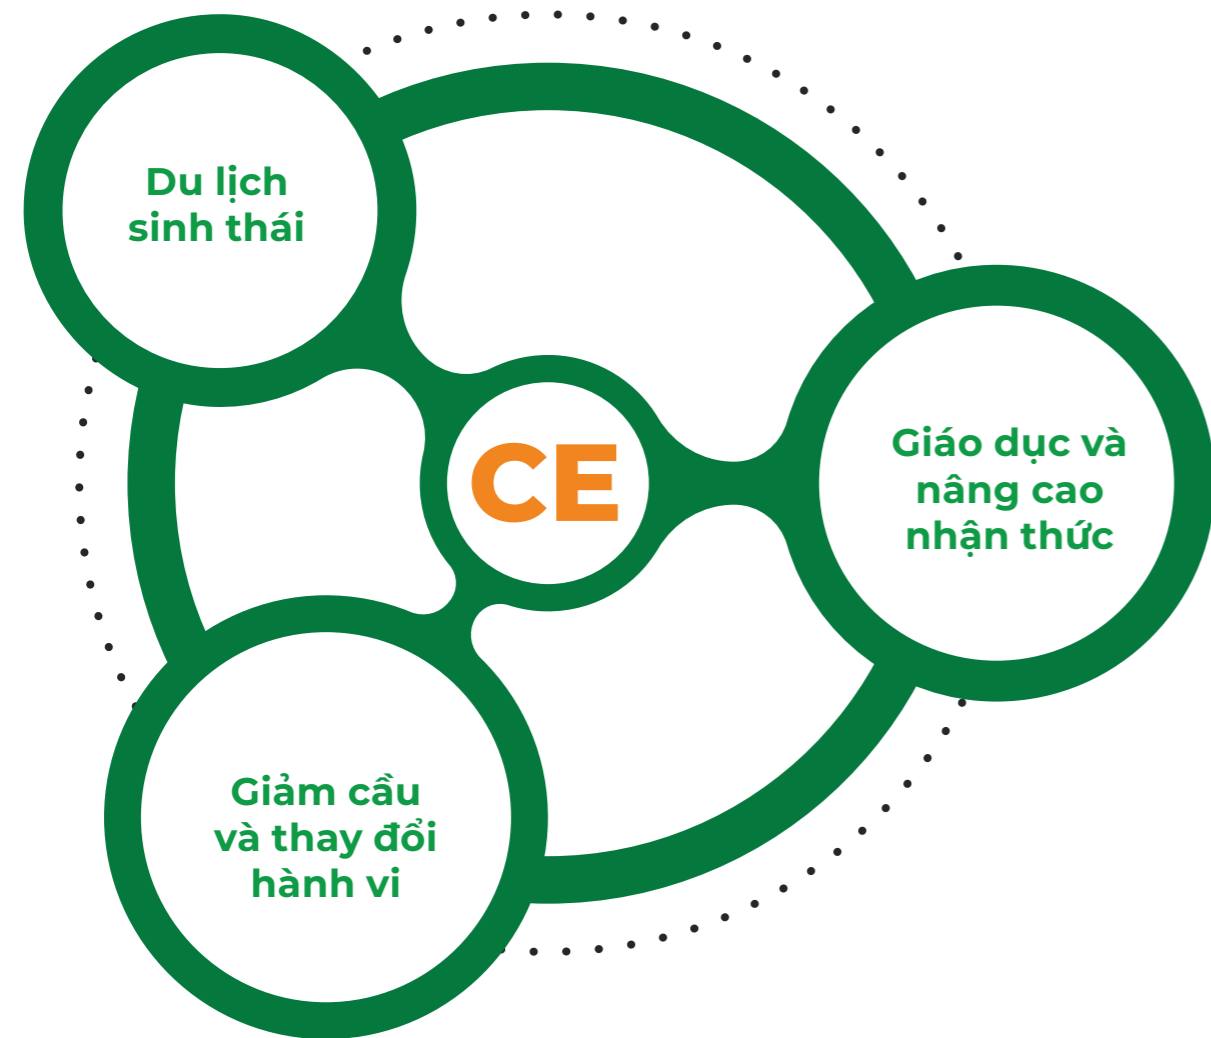 Du lịch
sinh thái
CE
Giáo dục và
nâng cao
nhận thức
Giảm cầu
và thay đổi
hành vi